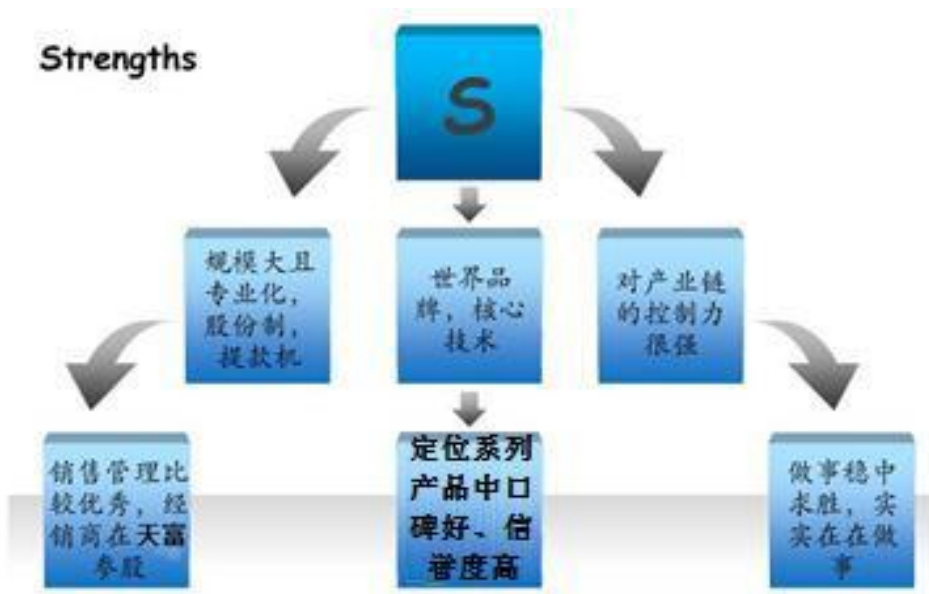 Strengths
S
规模大且
专业化，
股份制，
提款机
世界品
牌，核心
技术
对产业链
的控制力
很强
销售管理比
较优秀，经
销商在天富
参股
定位系列
产品中口
碑好、信
誉度高
做事稳中
求胜，实
实在在做
事